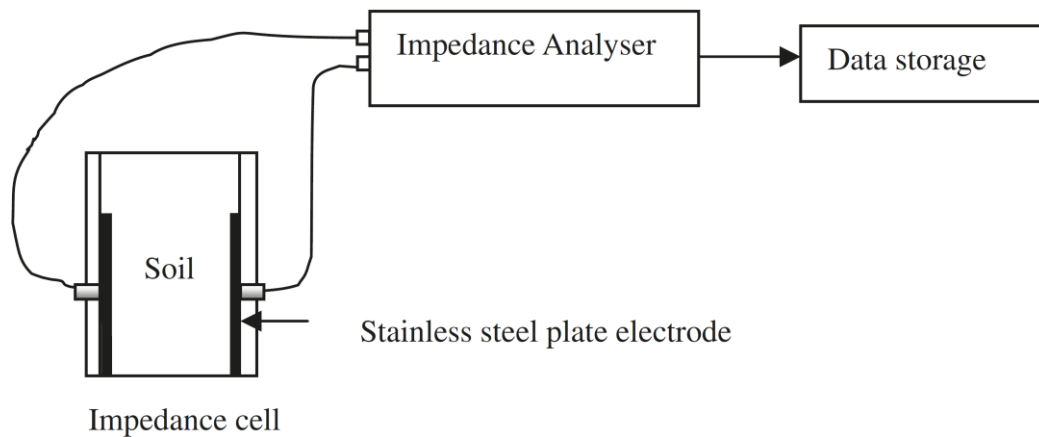 Impedance Analyser
Data storage
Soil
Stainless steel plate electrode
Impedance cell